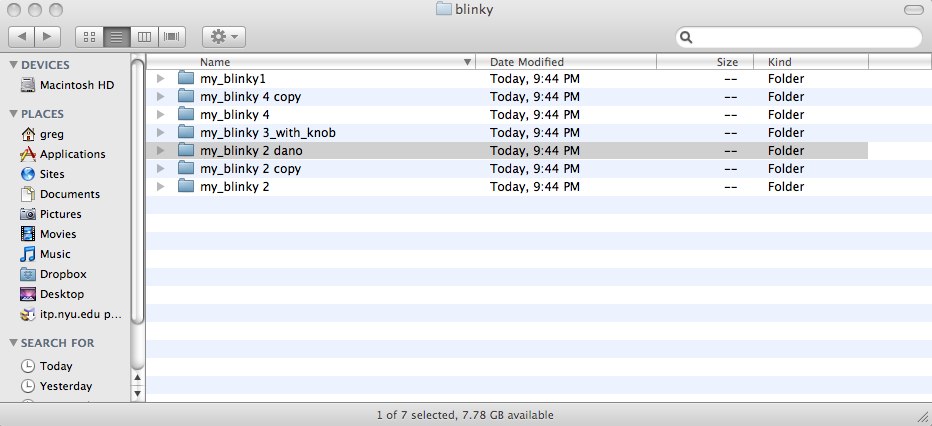 blinky
Name Date Modified Size Kind
DEVICES
Macintosh HD
PLACES
greg
Applications
Sites
Documents
Pictures
Movies
Music
Dropbox
Desktop
itp.nyu.edu p...
SEARCH FOR
Today
Yesterday
my_blinky1 Today, 9:44 PM -- Folder
my_blinky 4 copy Today, 9:44 PM -- Folder
my_blinky 4 Today, 9:44 PM -- Folder
my_blinky 3_with_knob Today, 9:44 PM -- Folder
my_blinky 2 dano Today, 9:44 PM -- Folder
my_blinky 2 copy Today, 9:44 PM -- Folder
my_blinky 2 Today, 9:44 PM -- Folder
1 of 7 selected, 7.78 GB available